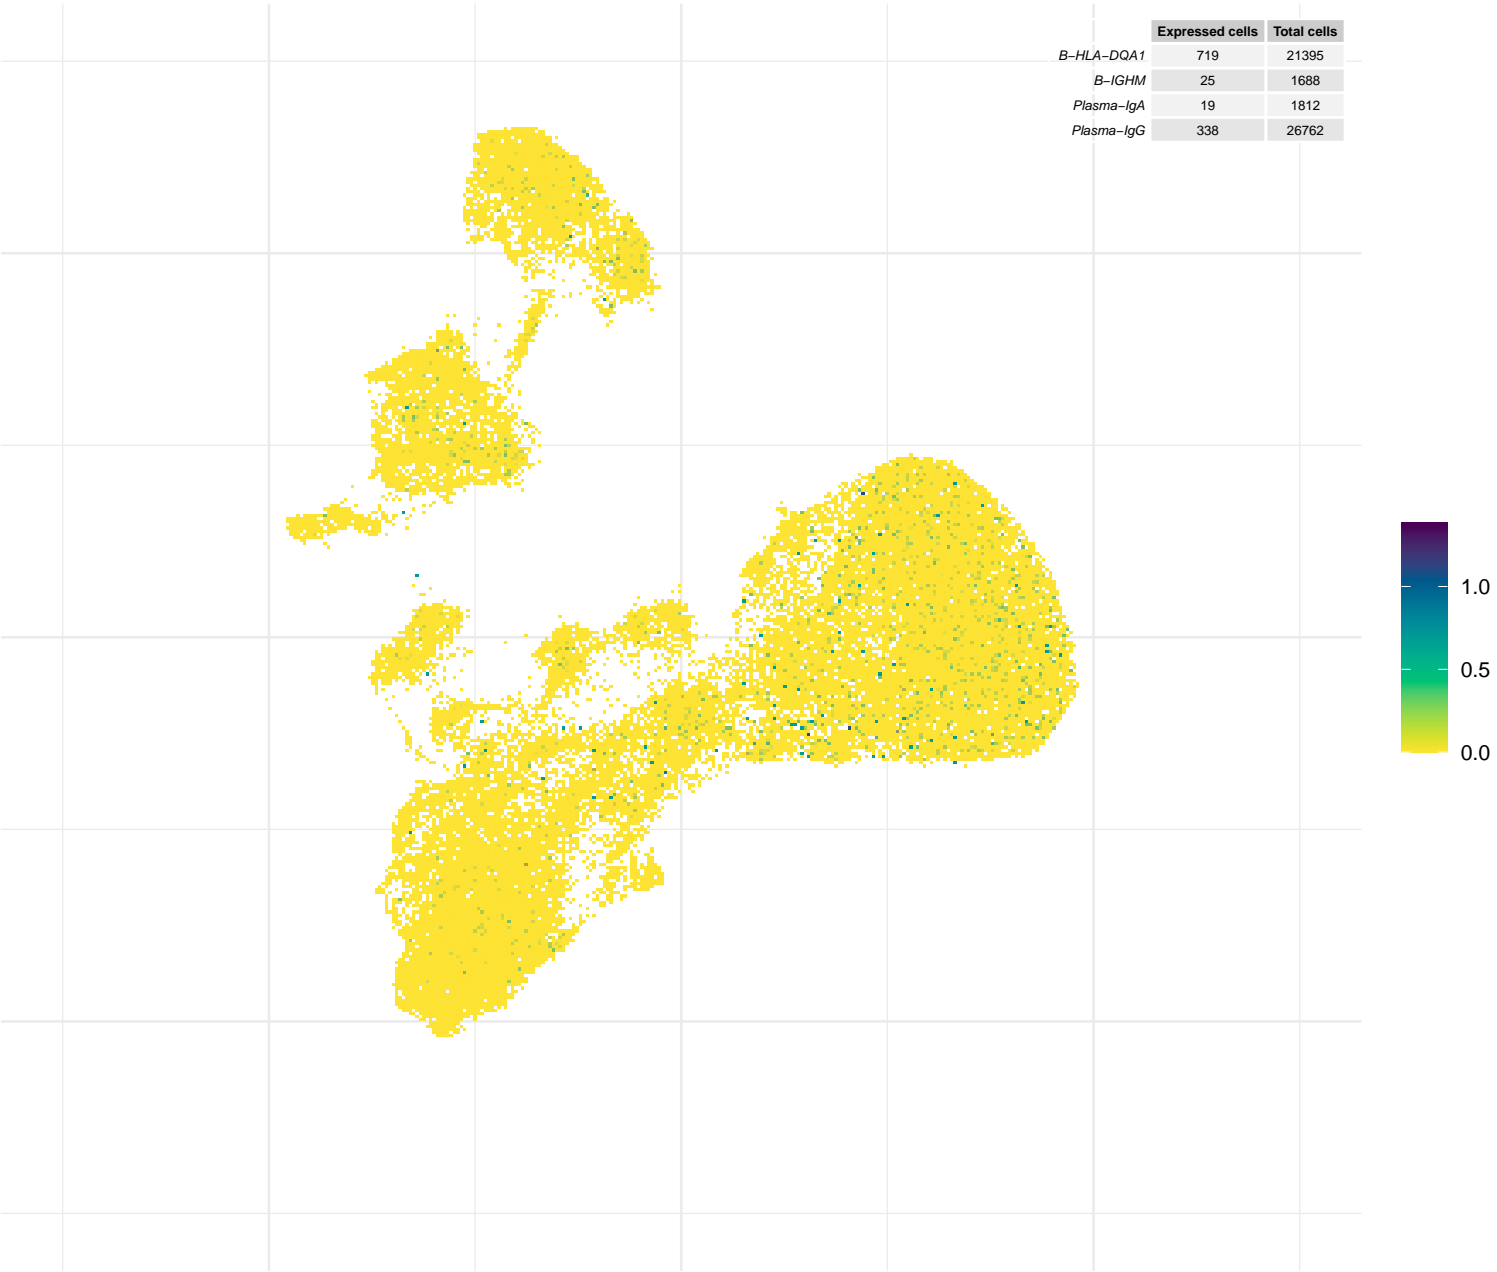 Expressed cells Total cells
B−HLA−DQA1 719 21395
B−IGHM 25 1688
Plasma−IgA 19 1812
Plasma−IgG 338 26762
1.0
0.5
0.0